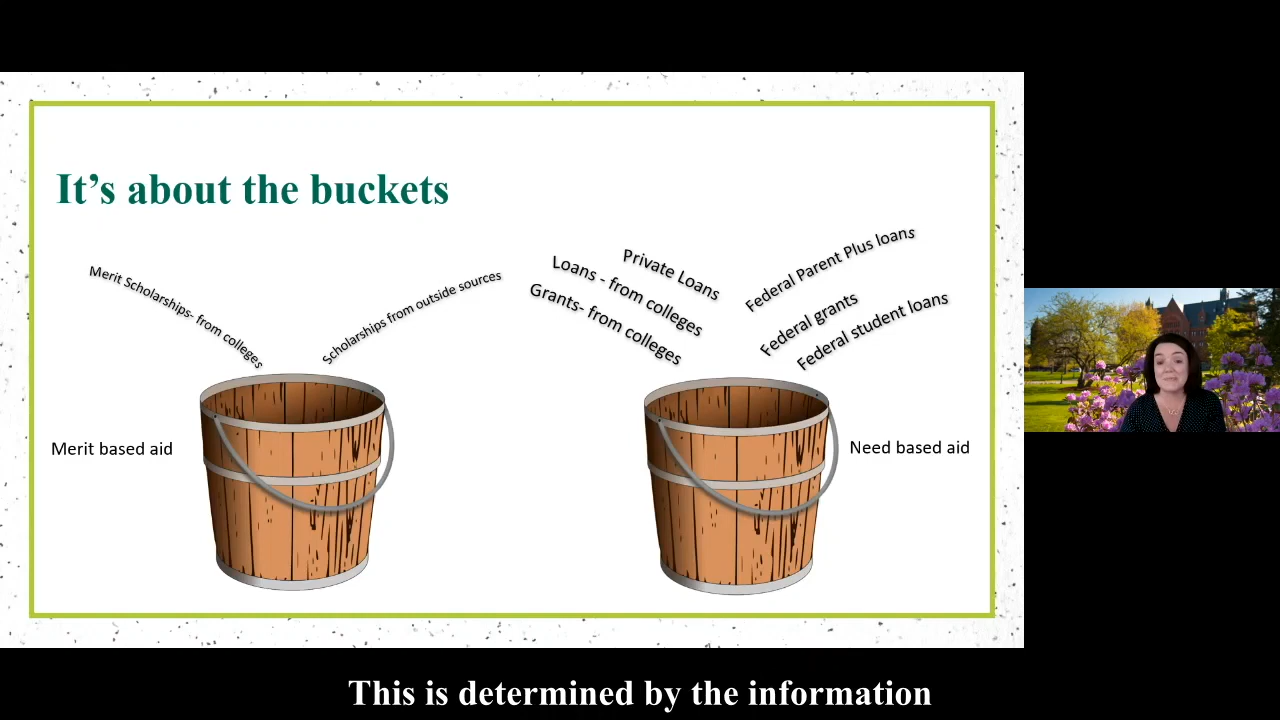 It's about the buckets
Merit Scholarships- from colleges
Scholarships from outside sources
Merit based aid
Private Loans
Loans - from colleges
Grants- from colleges
Federal Parent Plus loans
Federal grants
Federal student loans
Need based aid
This is determined by the information